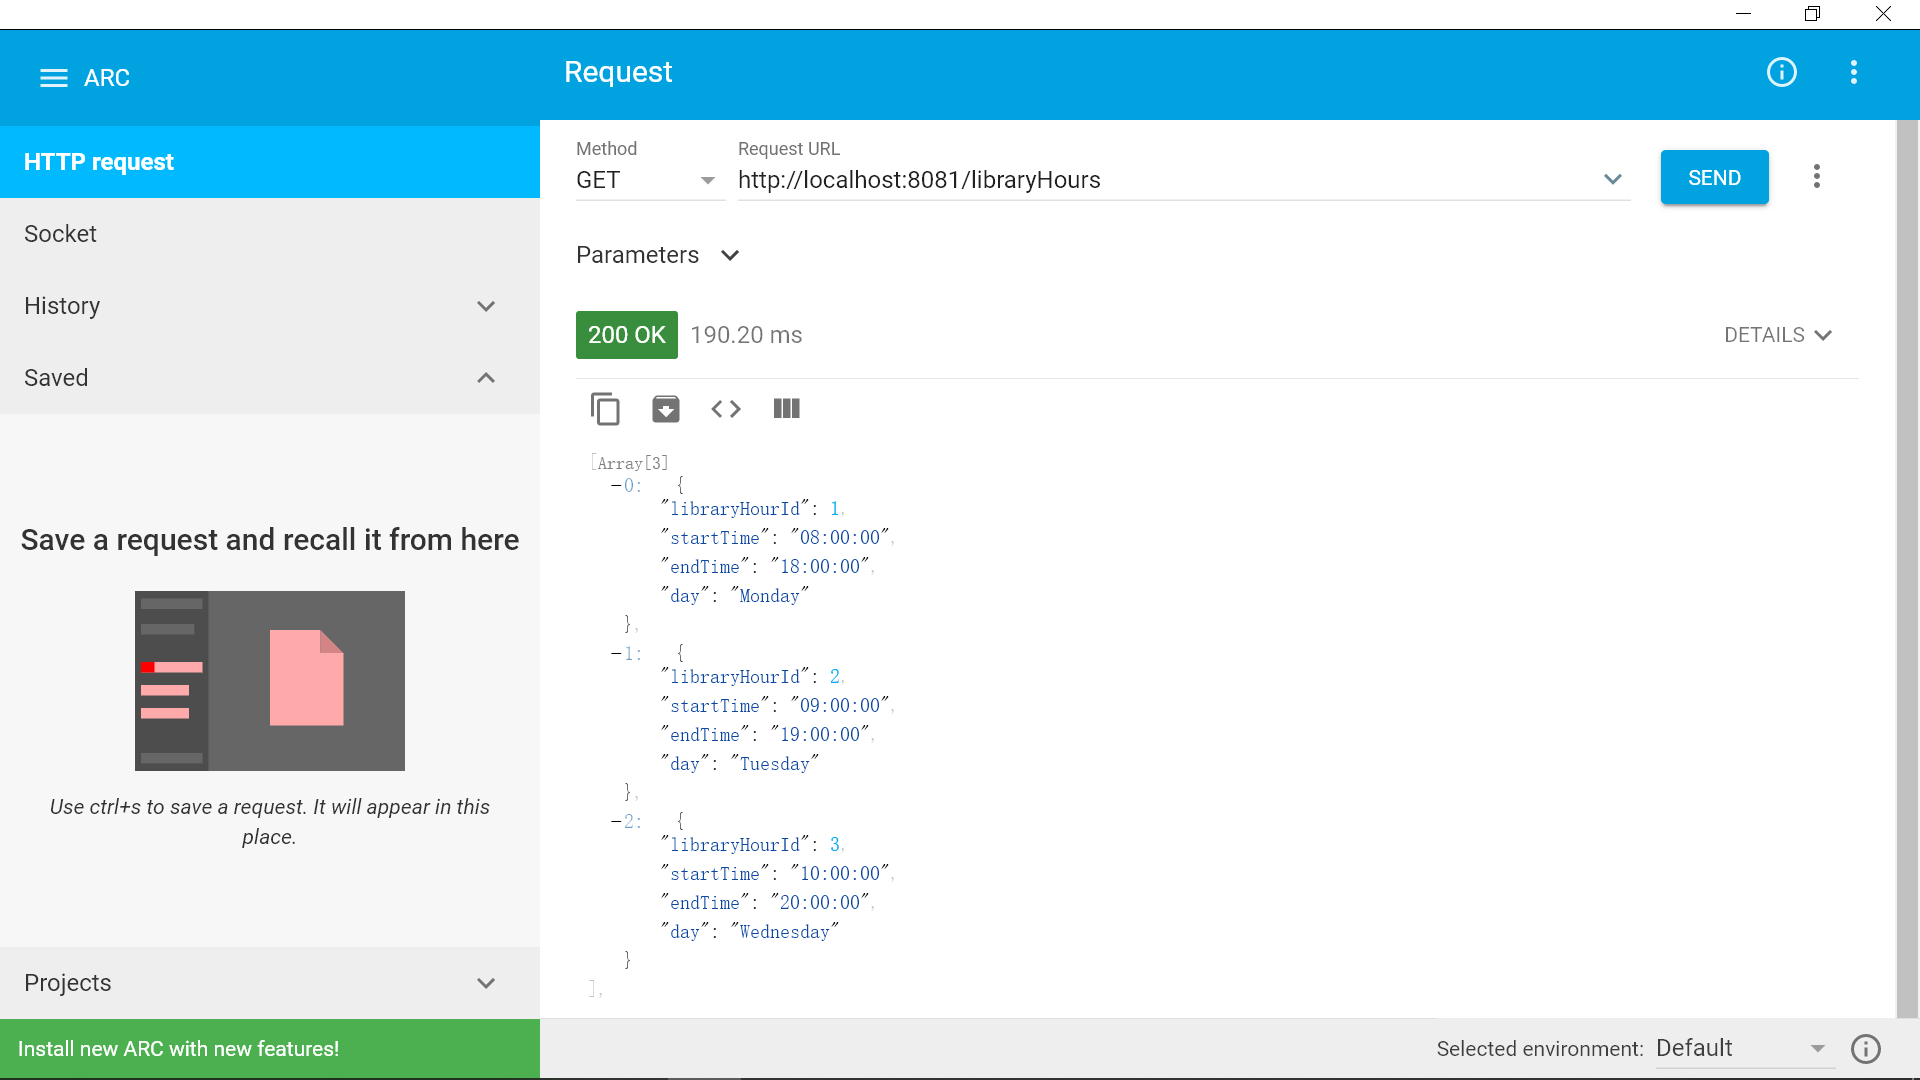 ARC
Request
HTTP request
Socket
History
Saved
Save a request and recall it from here
Use ctrl+s to save a request. It will appear in this
place.
Projects
Install new ARC with new features!
Method
GET
Request URL
http://localhost:8081/libraryHours
SEND
Parameters
200 OK
190.20 ms
DETAILS
[Array[3]
-0: {
"libraryHourId": 1,
"startTime": "08:00:00",
"endTime": "18:00:00",
"day": "Monday"
},
-1: {
"libraryHourId": 2,
"startTime": "09:00:00",
"endTime": "19:00:00",
"day": "Tuesday"
},
-2: {
"libraryHourId": 3,
"startTime": "10:00:00",
"endTime": "20:00:00",
"day": "Wednesday"
}
],
Selected environment: Default